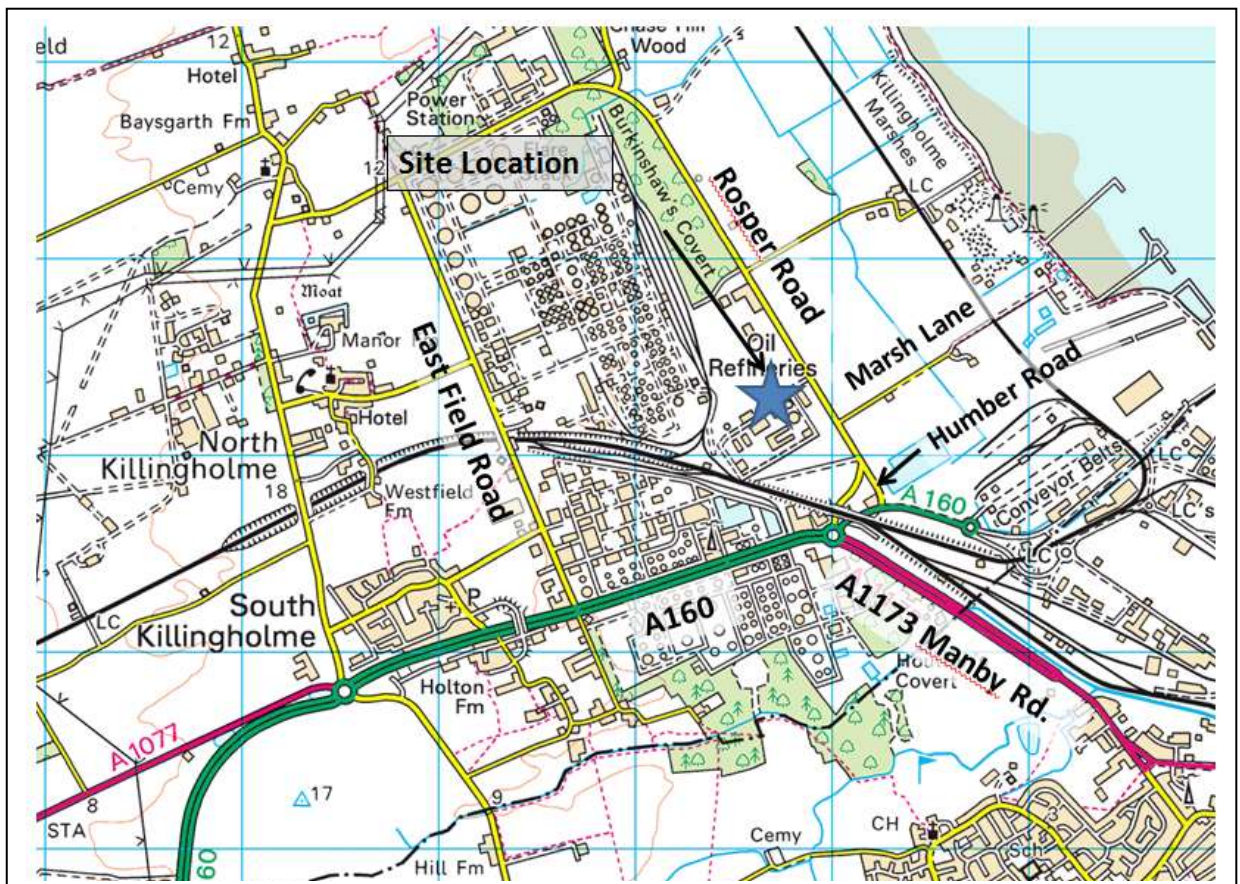 eld
12
Hotel
Chase Hill
Wood
Power
Station
Baysgarth Fm
Cemy
12
Site Location
Flare
Burkinshaw's Covert
Killingholme
Marshes
LC
Rosper Road
Moat
Manor
East Field Road
Oil
Refineries
Marsh Lane
Humber Road
Hotel
North
Killingholme
18
Westfield
Fm
A 160
Conveyor Belts
LC
LC's
LC
South
Killingholme
P
LC
A160
A1173 Manby Rd.
Covert
Holton
Fm
A 1077
8
STA
17
9
60
Hill Fm
Cemy
CH
Sch